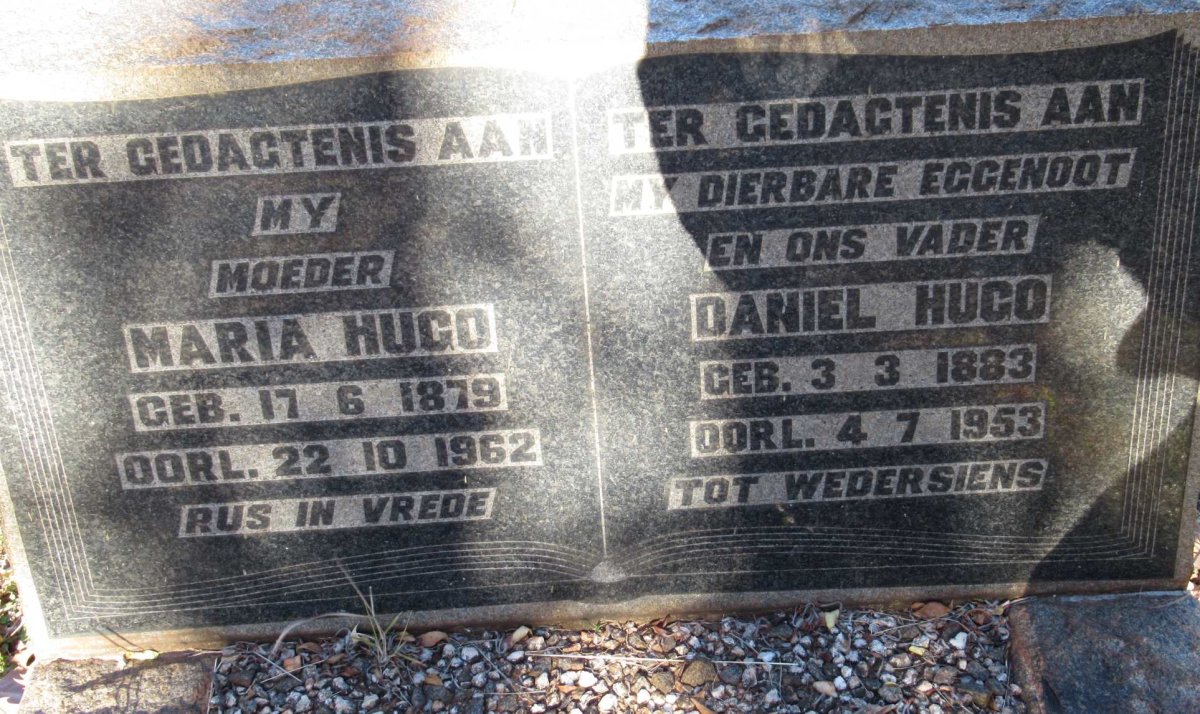 TER GEDAGTENIS AAN
MY
MOEDER
MARIA HUGO
GEB. 17 6 1879
OORL. 22 10 1962
RUS IN VREDE
TER GEDAGTENIS AAN
MY DIERBARE EGGENOOT
EN ONS VADER
DANIEL HUGO
GEB. 3 3 1883
OORL. 4 7 1953
TOT WEDERSIENS